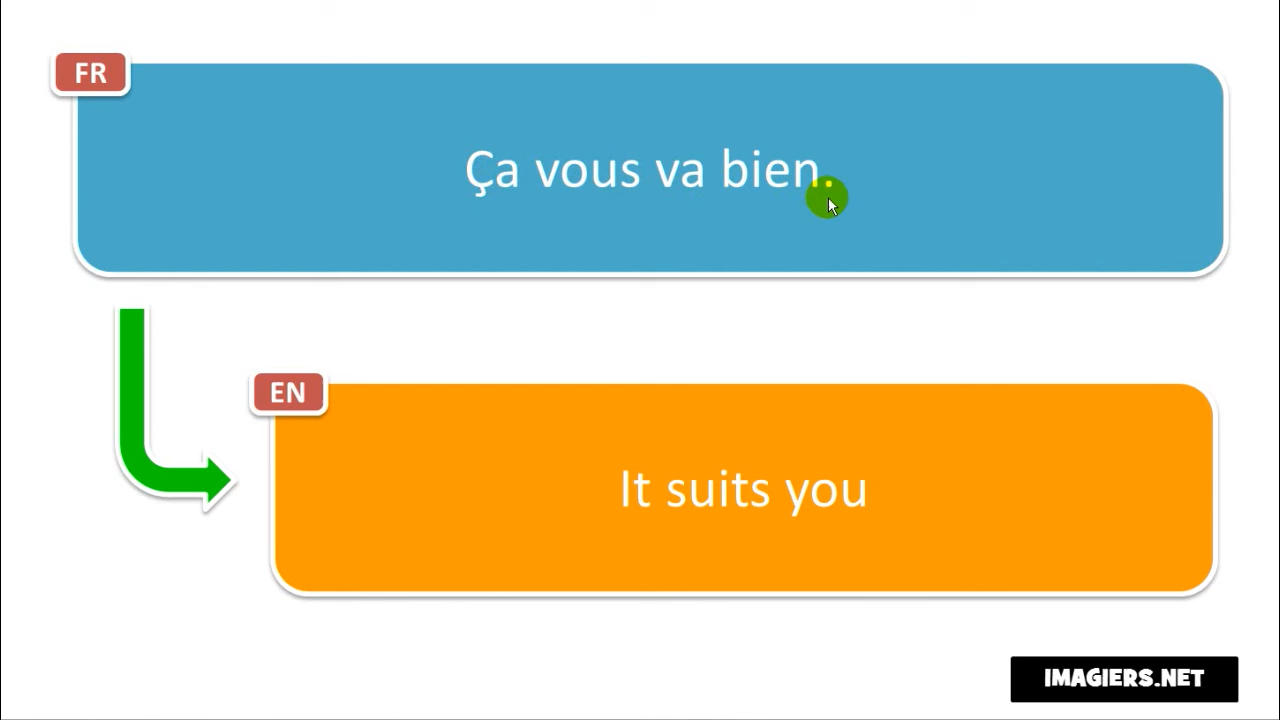 FR
Ça vous va bien.
EN
It suits you
IMAGIERS.NET